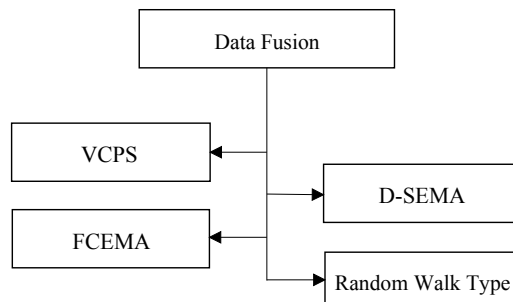 Data Fusion
VCPS
D-SEMA
FCEMA
Random Walk Type